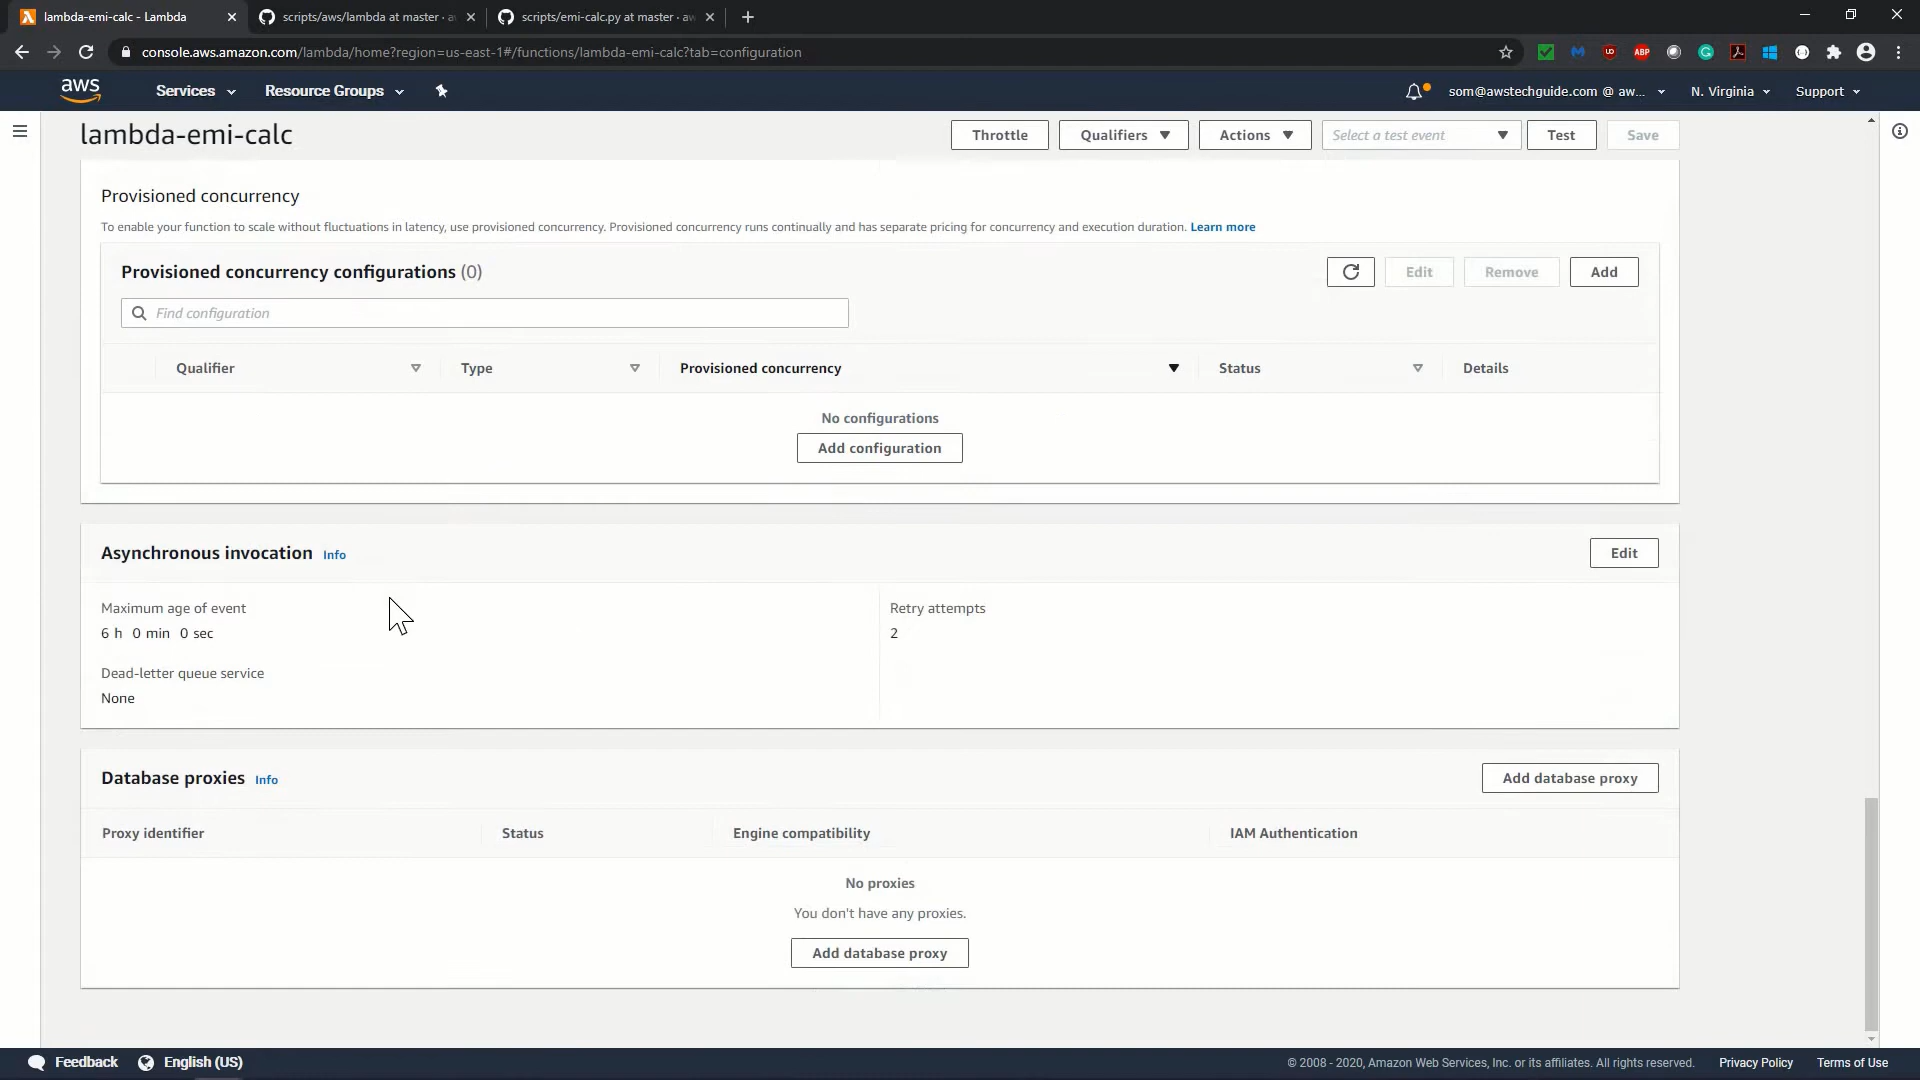 lambda-emi-calc - Lambda
scripts/aws/lambda at master · a
scripts/emi-calc.py at master · aw
console.aws.amazon.com/lambda/home?region=us-east-1#/functions/lambda-emi-calc?tab=configuration
aws Services Resource Groups som@awstechguide.com @ aw... N. Virginia Support
lambda-emi-calc Throttle Qualifiers Actions Select a test event Test Save
Provisioned concurrency
To enable your function to scale without fluctuations in latency, use provisioned concurrency. Provisioned concurrency runs continually and has separate pricing for concurrency and execution duration. Learn more
Provisioned concurrency configurations (0) Edit Remove Add
Find configuration
Qualifier Type Provisioned concurrency Status Details
No configurations
Add configuration
Asynchronous invocation Info Edit
Maximum age of event Retry attempts
6 h 0 min 0 sec 2
Dead-letter queue service
None
Database proxies Info Add database proxy
Proxy identifier Status Engine compatibility IAM Authentication
No proxies
You don't have any proxies.
Add database proxy
Feedback English (US) © 2008 - 2020, Amazon Web Services, Inc. or its affiliates. All rights reserved. Privacy Policy Terms of Use